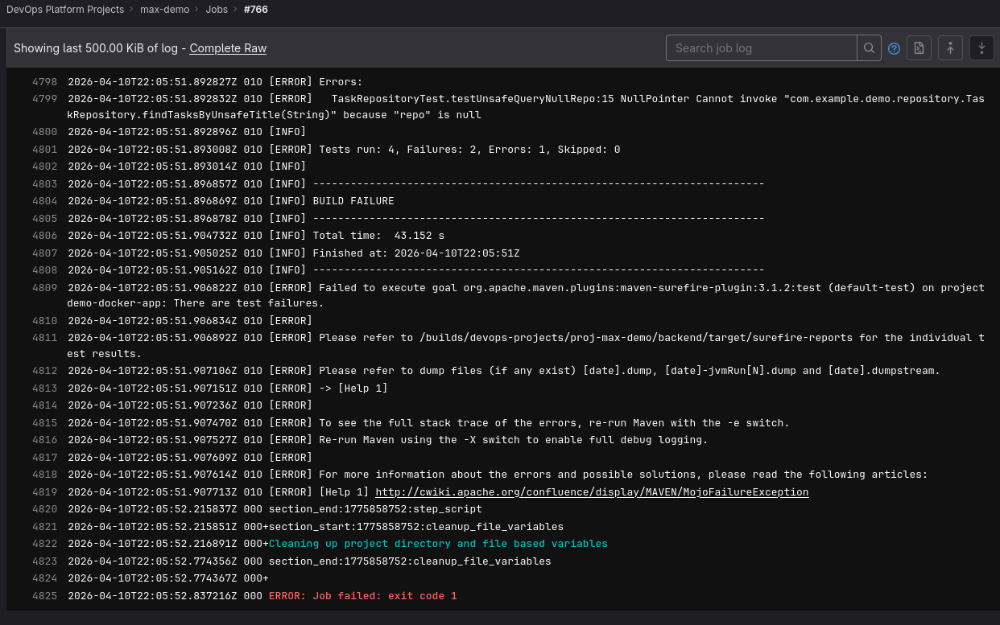 DevOps Platform Projects › max-demo › Jobs › #766
Showing last 500.00 KiB of log - Complete Raw
Search job log
4798 2026-04-10T22:05:51.892827Z 01O [ERROR] Errors:
4799 2026-04-10T22:05:51.892832Z 01O [ERROR]   TaskRepositoryTest.testUnsafeQueryNullRepo:15 NullPointer Cannot invoke "com.example.demo.repository.Tas
kRepository.findTasksByUnsafeTitle(String)" because "repo" is null
4800 2026-04-10T22:05:51.892896Z 01O [INFO]
4801 2026-04-10T22:05:51.893008Z 01O [ERROR] Tests run: 4, Failures: 2, Errors: 1, Skipped: 0
4802 2026-04-10T22:05:51.893014Z 01O [INFO]
4803 2026-04-10T22:05:51.896857Z 01O [INFO] ------------------------------------------------------------------------
4804 2026-04-10T22:05:51.896869Z 01O [INFO] BUILD FAILURE
4805 2026-04-10T22:05:51.896878Z 01O [INFO] ------------------------------------------------------------------------
4806 2026-04-10T22:05:51.904732Z 01O [INFO] Total time:  43.152 s
4807 2026-04-10T22:05:51.905025Z 01O [INFO] Finished at: 2026-04-10T22:05:51Z
4808 2026-04-10T22:05:51.905162Z 01O [INFO] ------------------------------------------------------------------------
4809 2026-04-10T22:05:51.906822Z 01O [ERROR] Failed to execute goal org.apache.maven.plugins:maven-surefire-plugin:3.1.2:test (default-test) on project
demo-docker-app: There are test failures.
4810 2026-04-10T22:05:51.906834Z 01O [ERROR]
4811 2026-04-10T22:05:51.906892Z 01O [ERROR] Please refer to /builds/devops-projects/proj-max-demo/backend/target/surefire-reports for the individual t
est results.
4812 2026-04-10T22:05:51.907106Z 01O [ERROR] Please refer to dump files (if any exist) [date].dump, [date]-jvmRun[N].dump and [date].dumpstream.
4813 2026-04-10T22:05:51.907151Z 01O [ERROR] -> [Help 1]
4814 2026-04-10T22:05:51.907236Z 01O [ERROR]
4815 2026-04-10T22:05:51.907470Z 01O [ERROR] To see the full stack trace of the errors, re-run Maven with the -e switch.
4816 2026-04-10T22:05:51.907527Z 01O [ERROR] Re-run Maven using the -X switch to enable full debug logging.
4817 2026-04-10T22:05:51.907609Z 01O [ERROR]
4818 2026-04-10T22:05:51.907614Z 01O [ERROR] For more information about the errors and possible solutions, please read the following articles:
4819 2026-04-10T22:05:51.907713Z 01O [ERROR] [Help 1] http://cwiki.apache.org/confluence/display/MAVEN/MojoFailureException
4820 2026-04-10T22:05:52.215837Z 00O section_end:1775858752:step_script
4821 2026-04-10T22:05:52.215851Z 00O+section_start:1775858752:cleanup_file_variables
4822 2026-04-10T22:05:52.216891Z 00O+Cleaning up project directory and file based variables
4823 2026-04-10T22:05:52.774356Z 00O section_end:1775858752:cleanup_file_variables
4824 2026-04-10T22:05:52.774367Z 00O+
4825 2026-04-10T22:05:52.837216Z 00O ERROR: Job failed: exit code 1